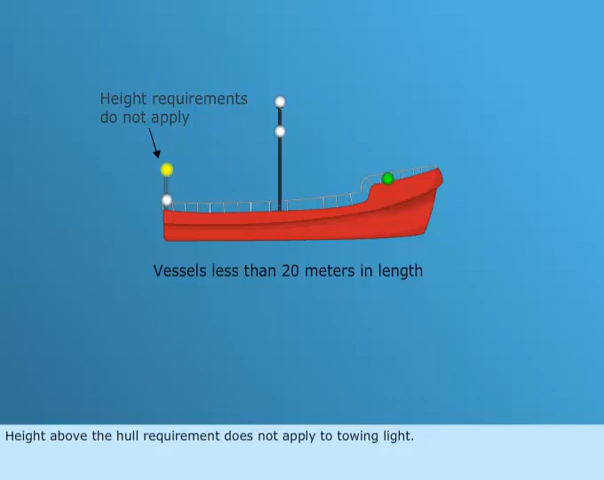 Height requirements
do not apply
Vessels less than 20 meters in length
Height above the hull requirement does not apply to towing light.